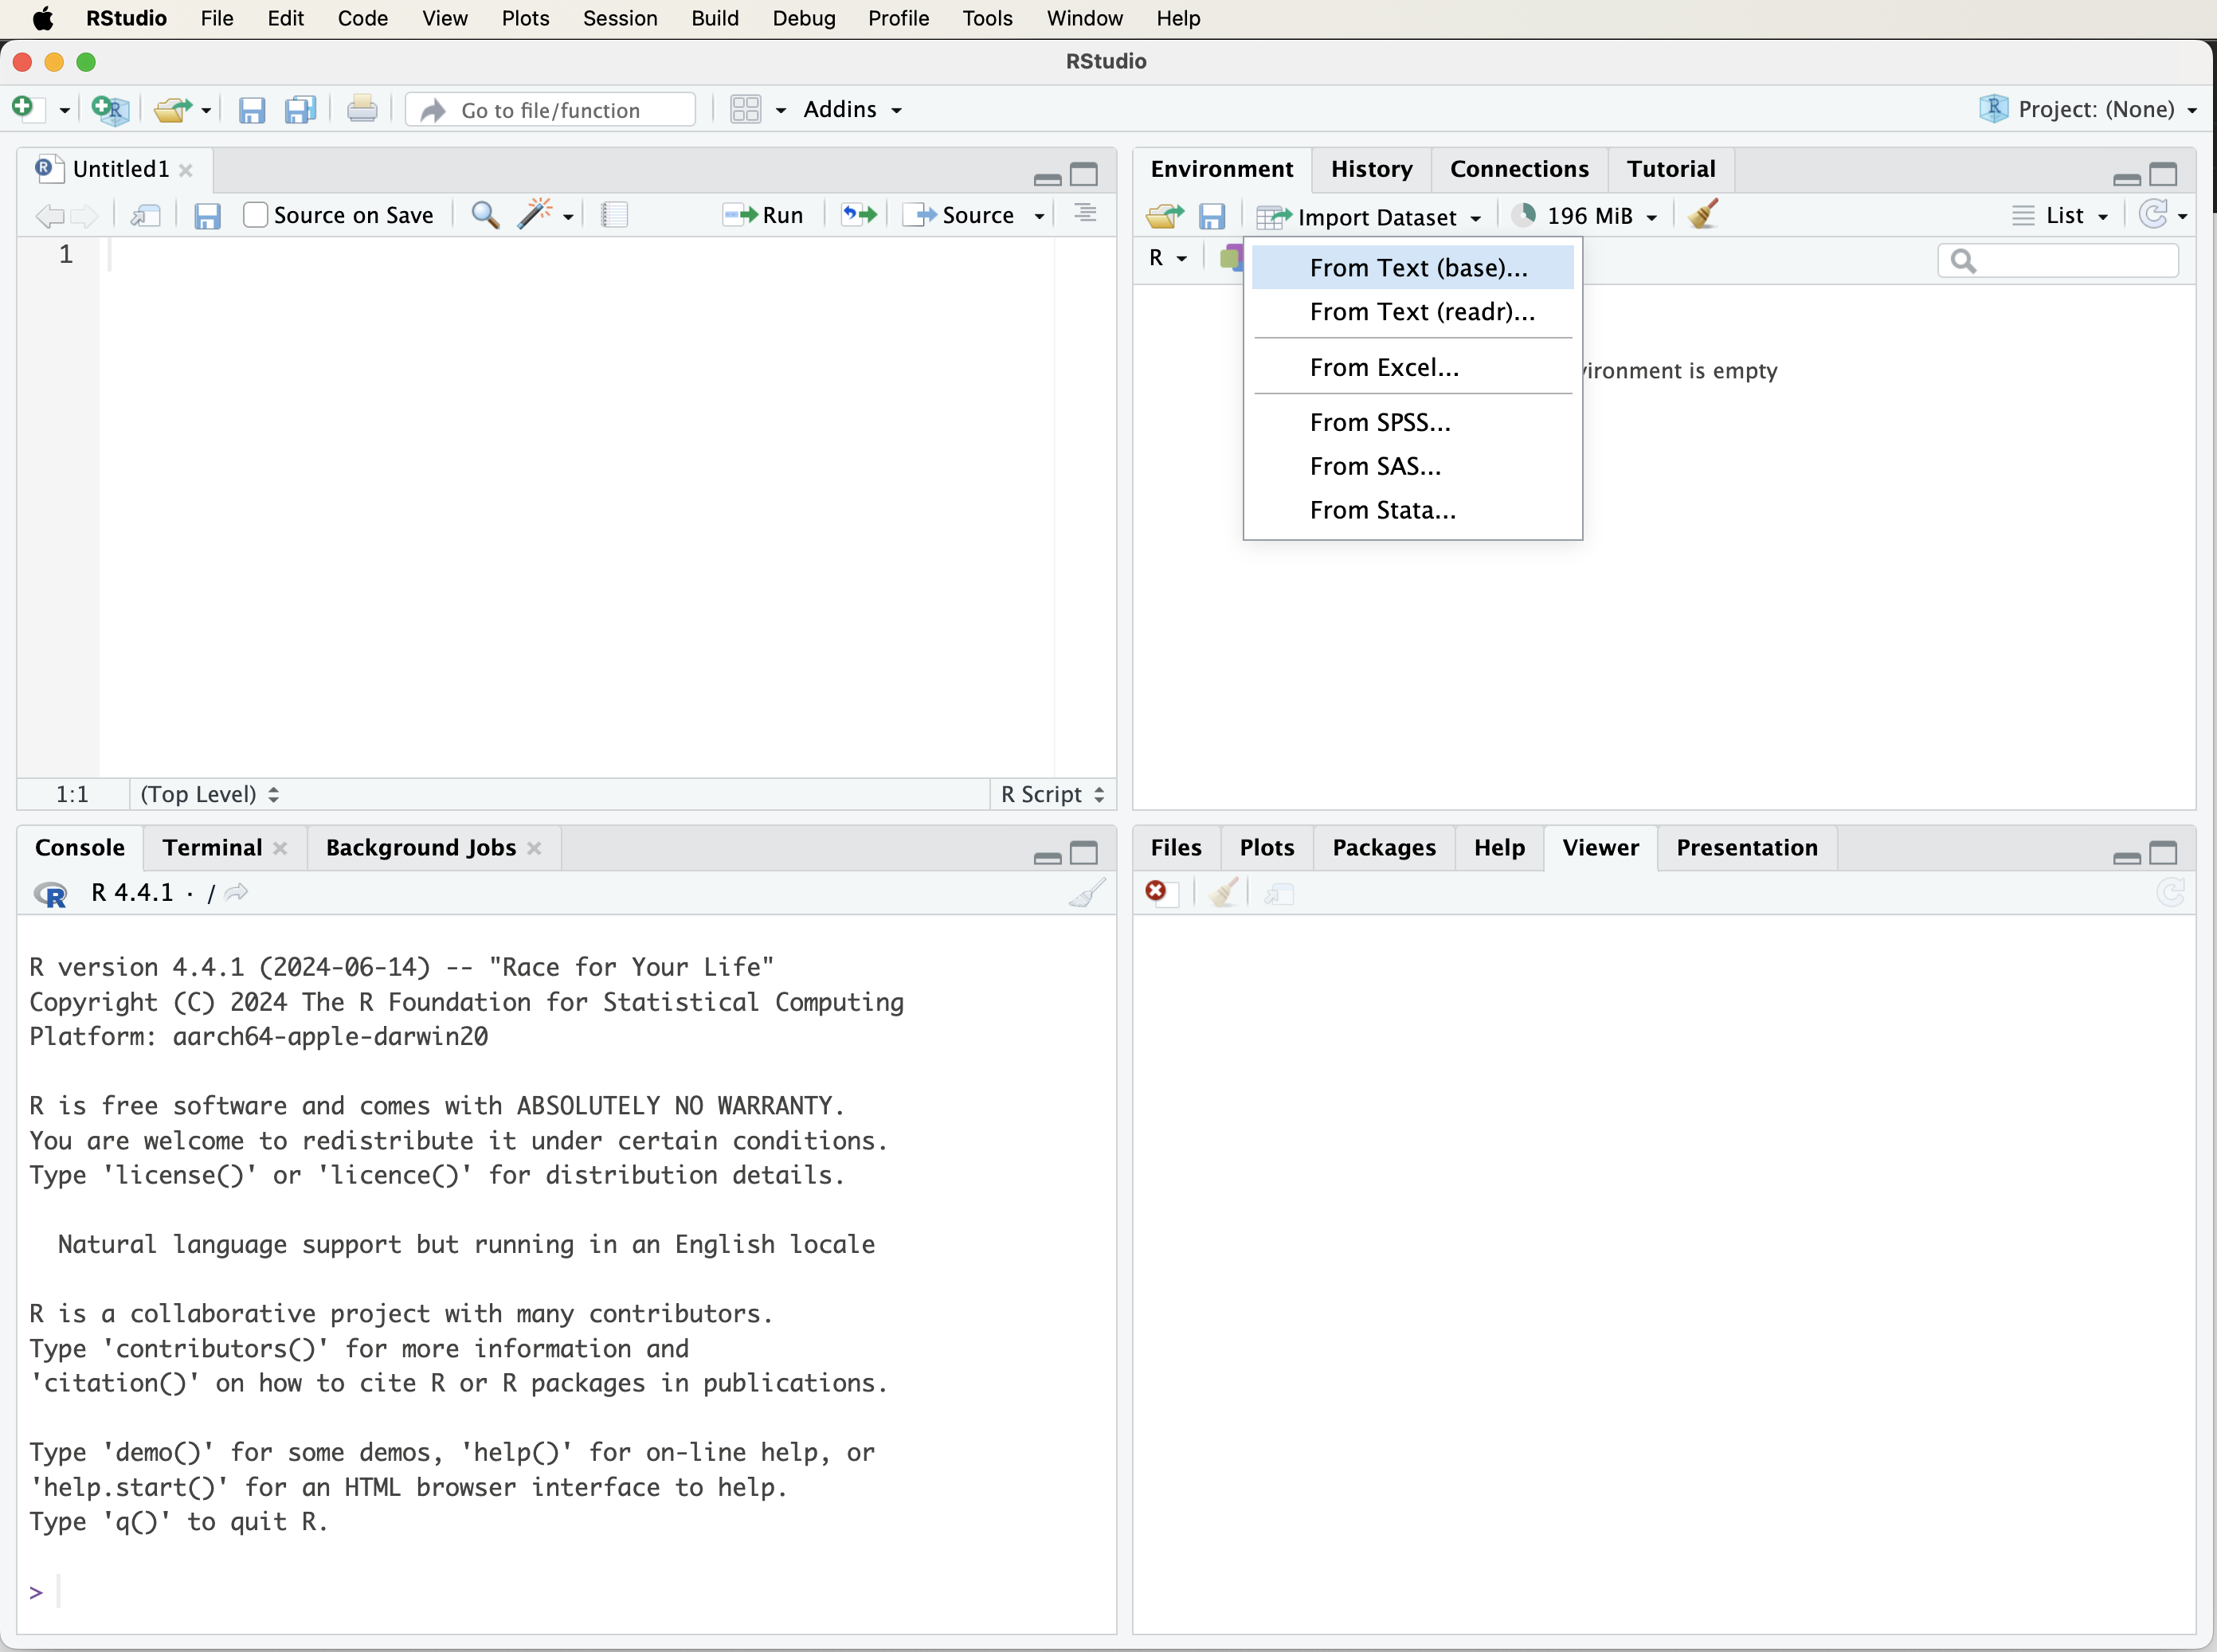 RStudio File Edit Code View Plots Session Build Debug Profile Tools Window Help
RStudio
Go to file/function Addins Project: (None)
Untitled1
Source on Save Run Source
1
1:1 (Top Level) R Script
Environment History Connections Tutorial
Import Dataset 196 MiB List
R
From Text (base)...
From Text (readr)...
From Excel...
From SPSS...
From SAS...
From Stata...
is empty
Console Terminal Background Jobs
R 4.4.1 · /
R version 4.4.1 (2024-06-14) -- "Race for Your Life"
Copyright (C) 2024 The R Foundation for Statistical Computing
Platform: aarch64-apple-darwin20
R is free software and comes with ABSOLUTELY NO WARRANTY.
You are welcome to redistribute it under certain conditions.
Type 'license()' or 'licence()' for distribution details.
Natural language support but running in an English locale
R is a collaborative project with many contributors.
Type 'contributors()' for more information and
'citation()' on how to cite R or R packages in publications.
Type 'demo()' for some demos, 'help()' for on-line help, or
'help.start()' for an HTML browser interface to help.
Type 'q()' to quit R.
>
Files Plots Packages Help Viewer Presentation